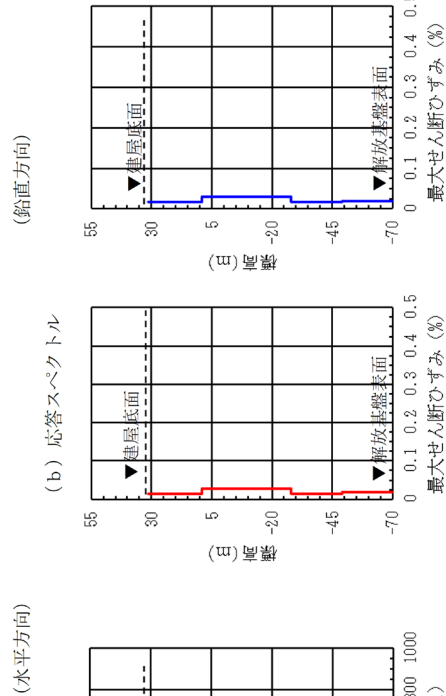 (水平方向)
(b) 応答スペクトル
(鉛直方向)
55
30
5
-20
-45
-70
標高(m)
▼建屋底面
▼解放基盤表面
0
0.1
0.2
0.3
0.4
0.5
最大せん断ひずみ (%)
55
30
5
-20
-45
-70
標高(m)
▼建屋底面
▼解放基盤表面
0
0.1
0.2
0.3
0.4
最大せん断ひずみ (%)
1000